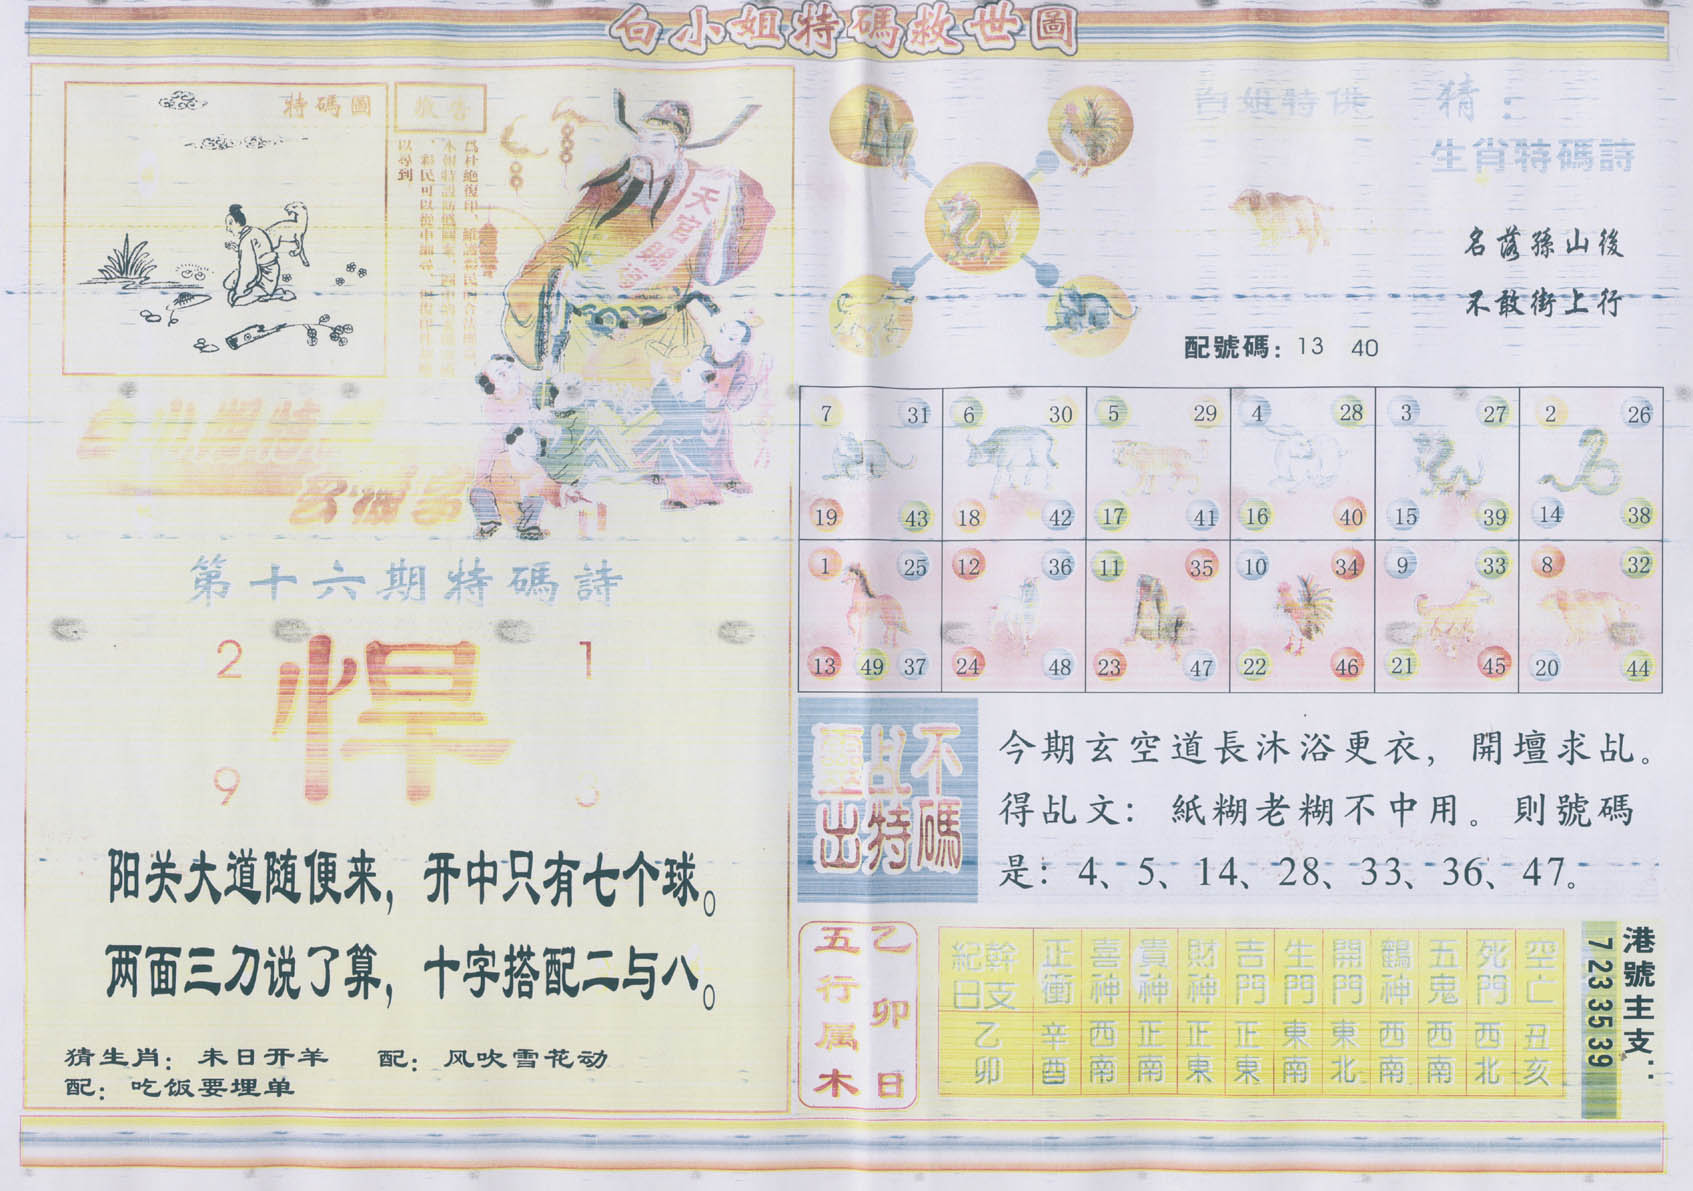 白小姐特碼救世圖
特碼圖
敬告
以尋到
天官賜
第十六期特碼詩
2 1
悍
9
阳关大道随便来，开中只有七个球。
两面三刀说了算，十字搭配二与八。
猜生肖：未日开羊 配：风吹雪花动
配：吃饭要埋单
白姐特供 猜：
生肖特碼詩
名落孫山後
不敢街上行
配號碼：13 40
7 31 6 30 5 29 4 28 3 27 2 26
19 43 18 42 17 41 16 40 15 39 14 38
1 25 12 36 11 35 10 34 9 33 8 32
13 49 37 24 48 23 47 22 46 21 45 20 44
不碼
乩特
靈出
今期玄空道長沐浴更衣，開壇求乩。
得乩文：紙糊老糊不中用。則號碼
是：4、5、14、28、33、36、47。
乙卯日
五行属木
幹支紀日 正衝 喜神 貴神 財神 吉門 生門 開門 鶴神 五鬼 死門 空亡
乙卯 辛酉 西南 正南 正東 正東 東南 東北 西南 西南 西北 丑亥
港號主支：
7233539